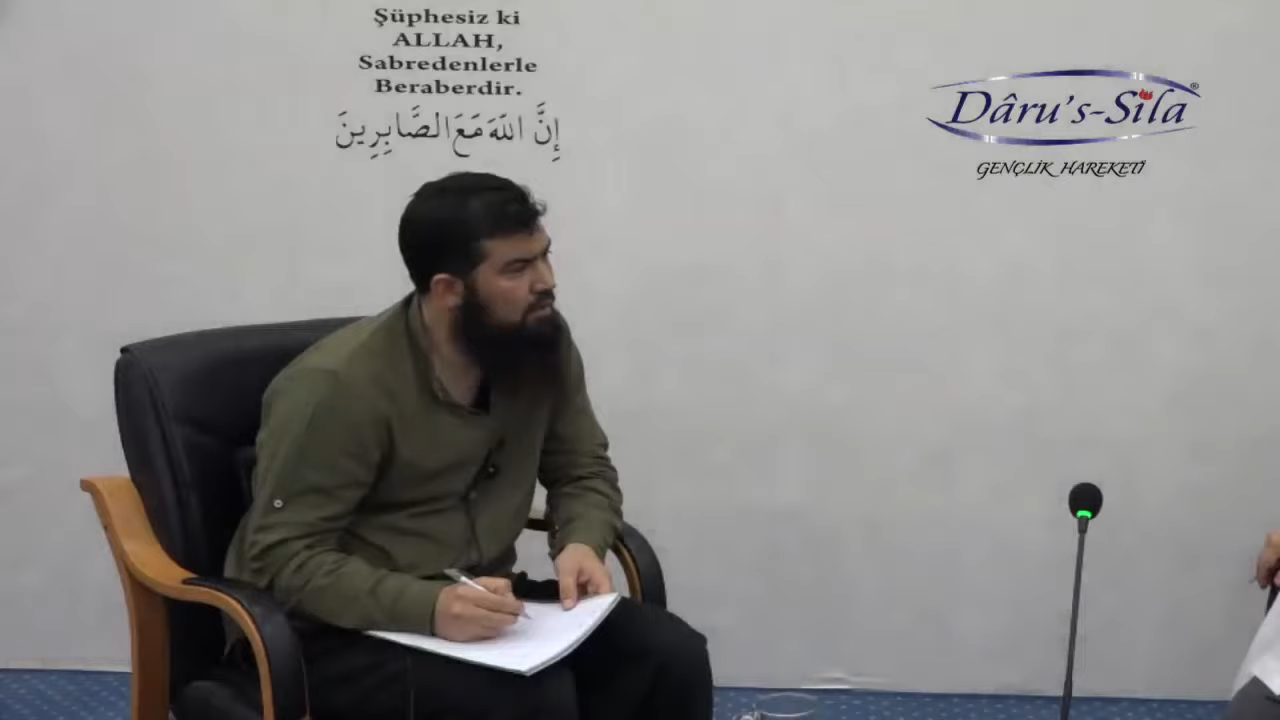 Şüphesiz ki
ALLAH,
Sabredenlerle
Beraberdir.
إِنَّ اللّٰهَ مَعَ الصَّابِرِينَ
Dâru's-Sıla®
GENÇLİK HAREKETİ